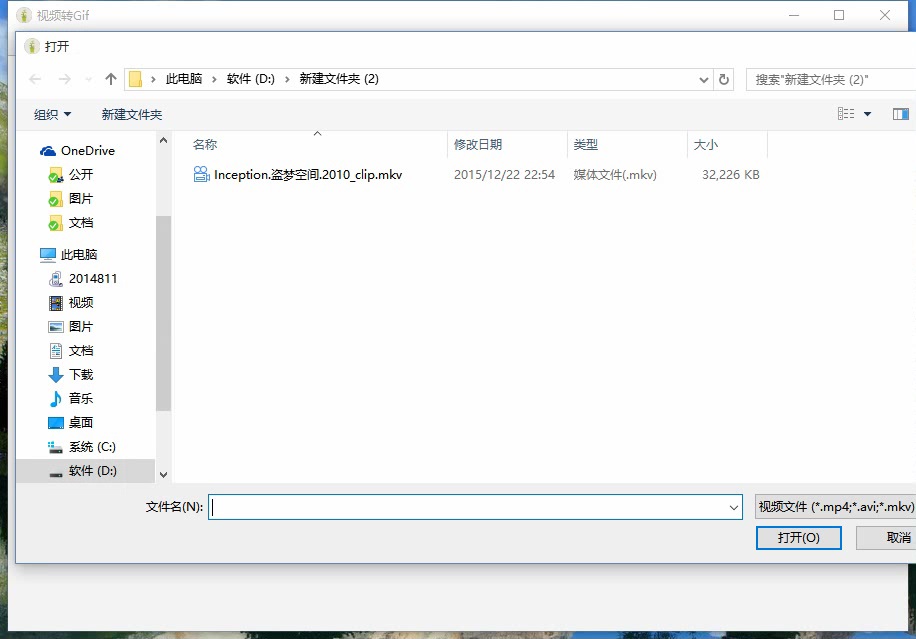 视频转Gif
打开
此电脑 软件 (D:) 新建文件夹 (2)
搜索"新建文件夹 (2)"
组织
新建文件夹
名称
修改日期
类型
大小
Inception.盗梦空间.2010_clip.mkv
2015/12/22 22:54
媒体文件(.mkv)
32,226 KB
OneDrive
公开
图片
文档
此电脑
2014811
视频
图片
文档
下载
音乐
桌面
系统 (C:)
软件 (D:)
文件名(N):
视频文件 (*.mp4;*.avi;*.mkv)
打开(O)
取消